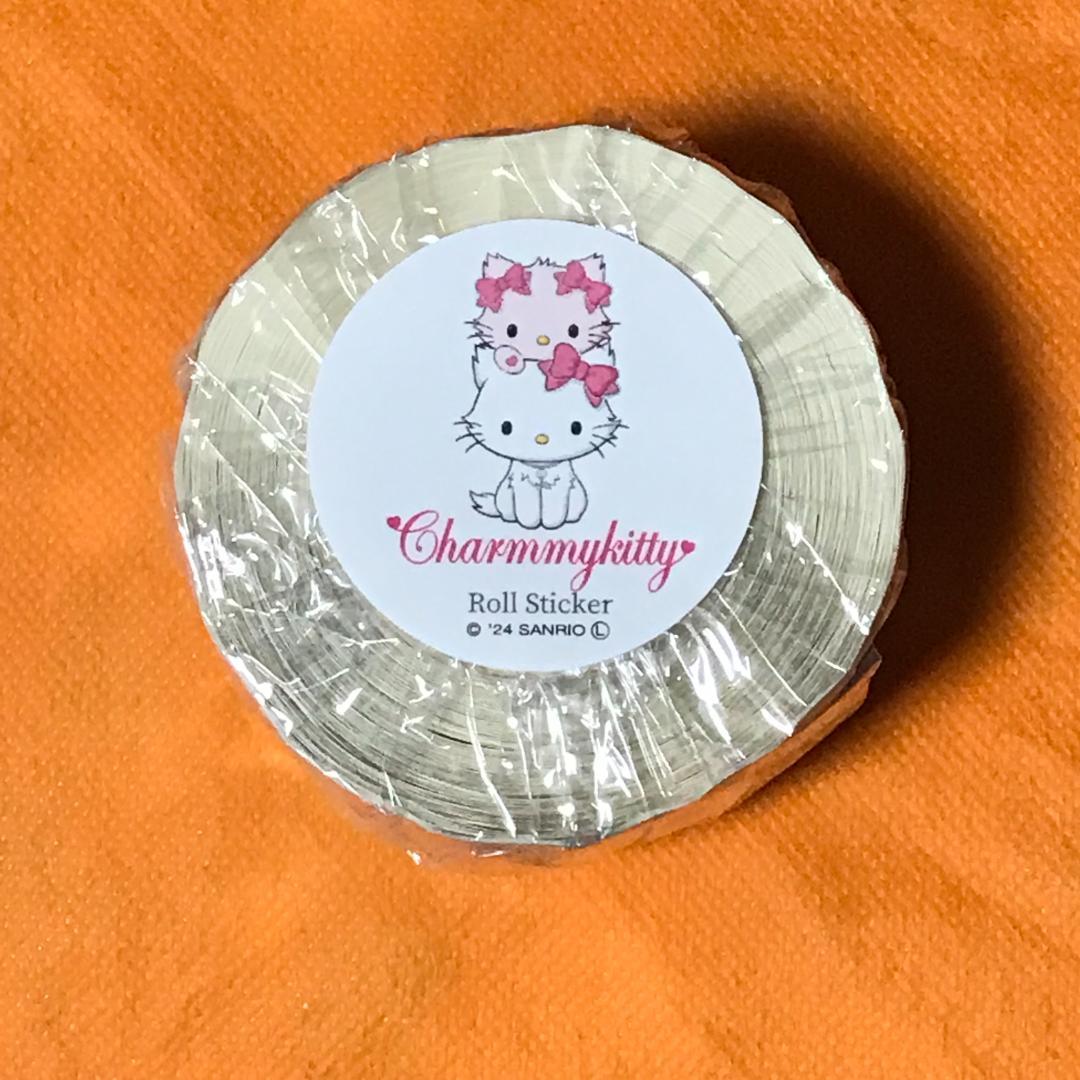 Charmmykitty
Roll Sticker
© '24 SANRIO Ⓛ